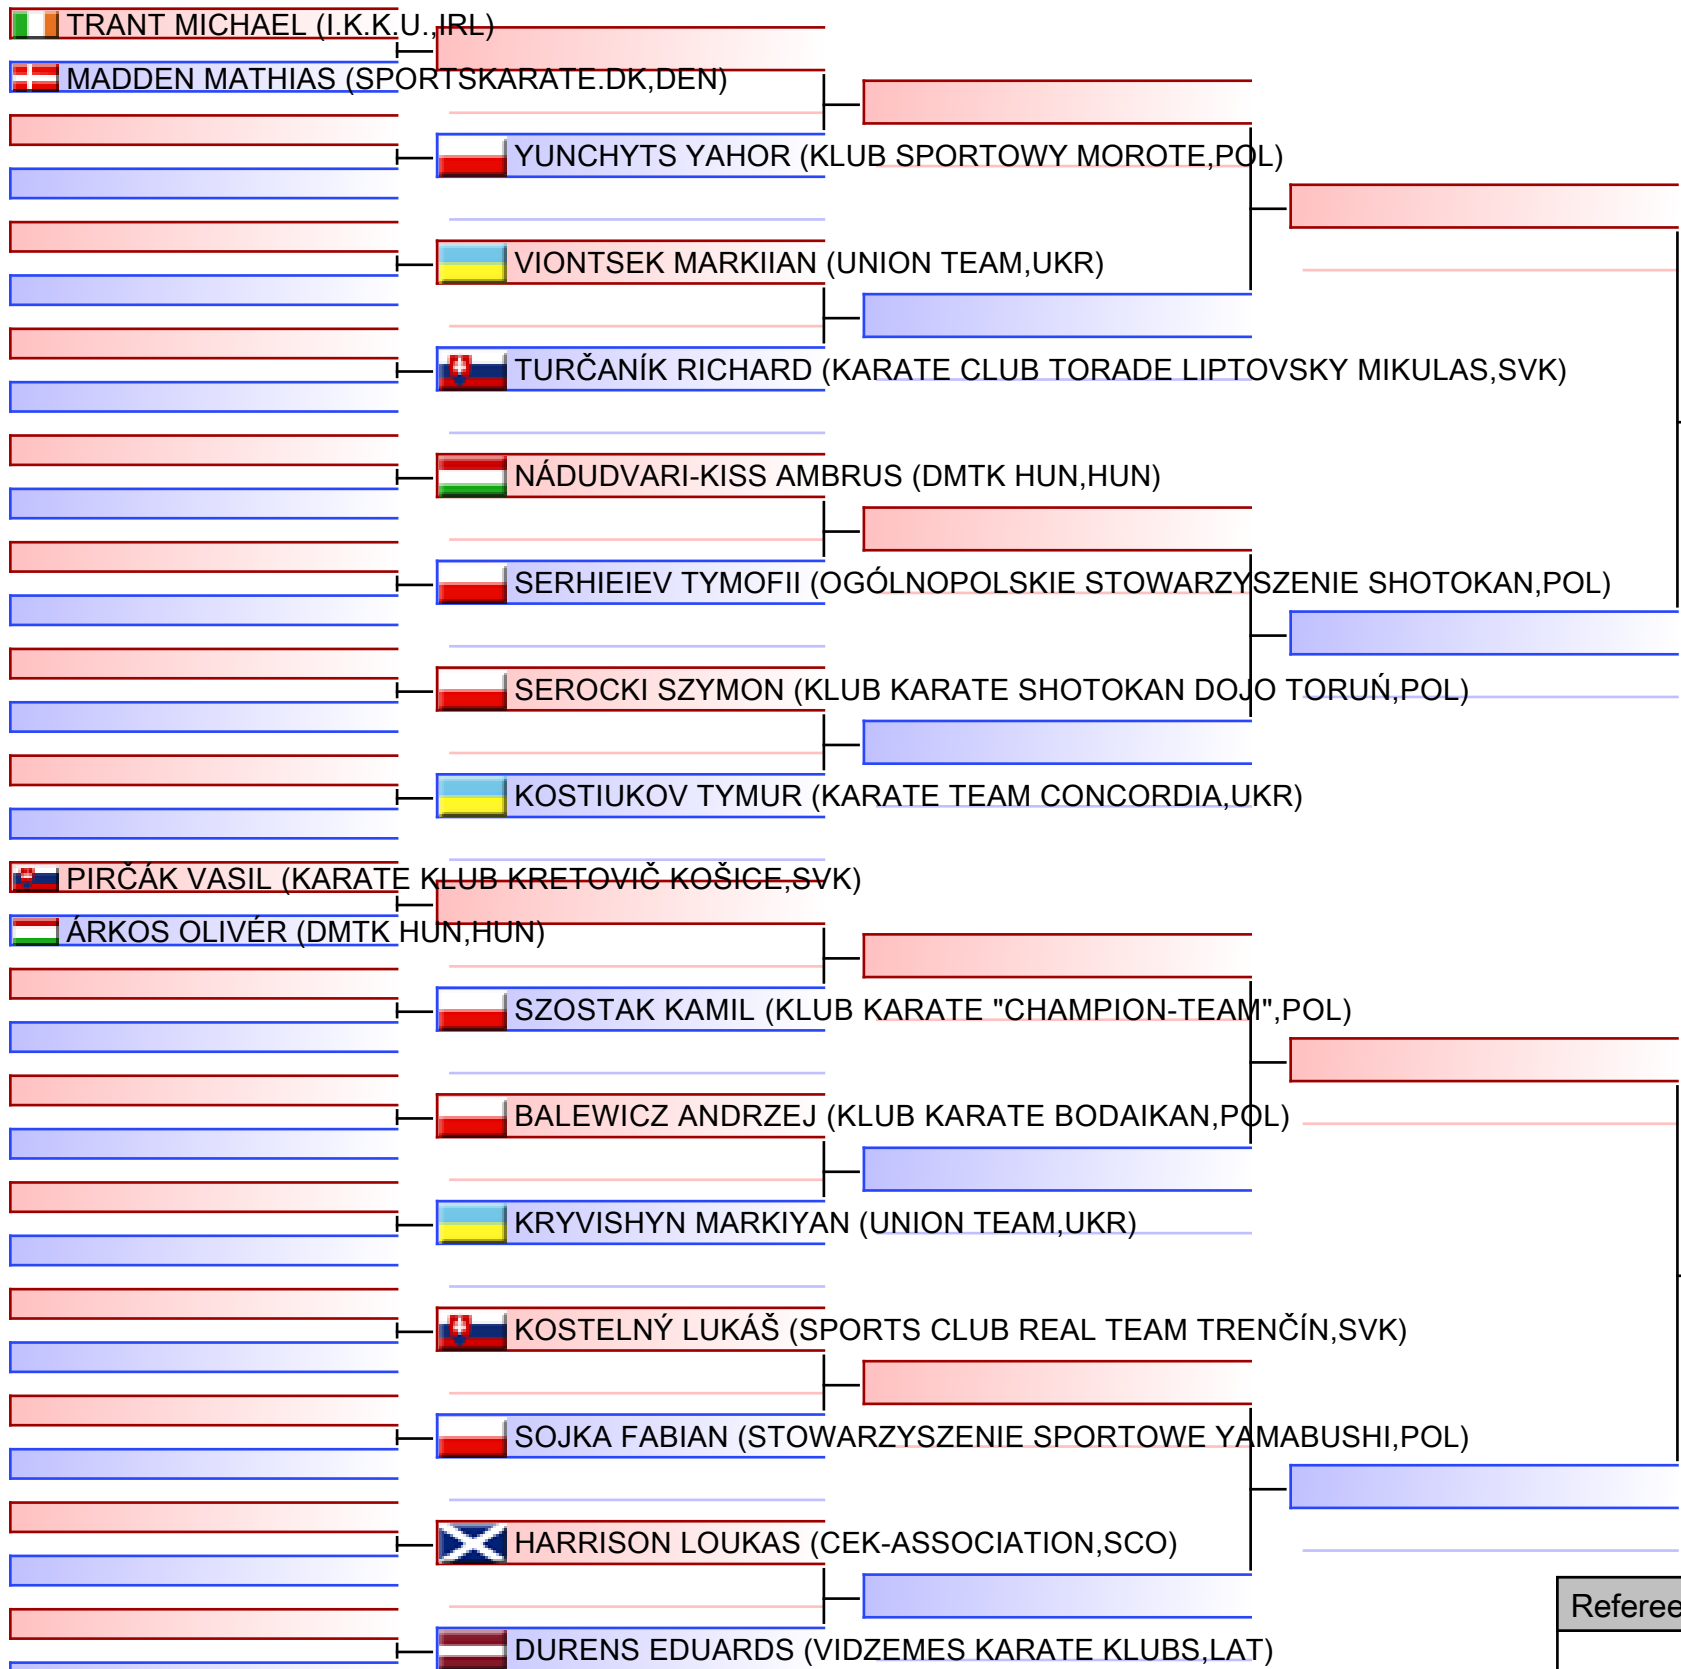 TRANT MICHAEL (I.K.K.U.,IRL)
MADDEN MATHIAS (SPORTSKARATE.DK,DEN)
YUNCHYTS YAHOR (KLUB SPORTOWY MOROTE,POL)
VIONTSEK MARKIIAN (UNION TEAM,UKR)
TURČANÍK RICHARD (KARATE CLUB TORADE LIPTOVSKY MIKULAS,SVK)
NÁDUDVARI-KISS AMBRUS (DMTK HUN,HUN)
SERHIEIEV TYMOFII (OGÓLNOPOLSKIE STOWARZYSZENIE SHOTOKAN,POL)
SEROCKI SZYMON (KLUB KARATE SHOTOKAN DOJO TORUŃ,POL)
KOSTIUKOV TYMUR (KARATE TEAM CONCORDIA,UKR)
PIRČÁK VASIL (KARATE KLUB KRETOVIČ KOŠICE,SVK)
ÁRKOS OLIVÉR (DMTK HUN,HUN)
SZOSTAK KAMIL (KLUB KARATE "CHAMPION-TEAM",POL)
BALEWICZ ANDRZEJ (KLUB KARATE BODAIKAN,POL)
KRYVISHYN MARKIYAN (UNION TEAM,UKR)
KOSTELNÝ LUKÁŠ (SPORTS CLUB REAL TEAM TRENČÍN,SVK)
SOJKA FABIAN (STOWARZYSZENIE SPORTOWE YAMABUSHI,POL)
HARRISON LOUKAS (CEK-ASSOCIATION,SCO)
Referee
DURENS EDUARDS (VIDZEMES KARATE KLUBS,LAT)